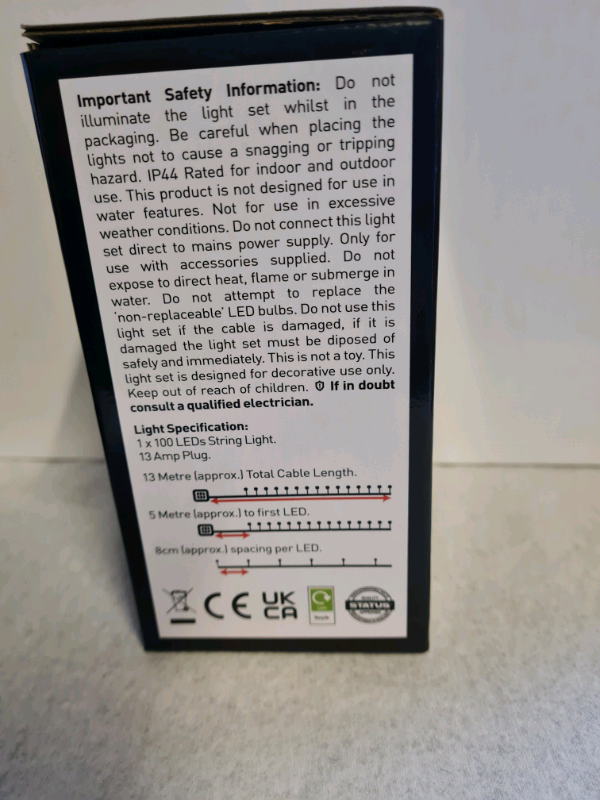 Important Safety Information: Do not
illuminate the light set whilst in the
packaging. Be careful when placing the
lights not to cause a snagging or tripping
hazard. IP44 Rated for indoor and outdoor
use. This product is not designed for use in
water features. Not for use in excessive
weather conditions. Do not connect this light
set direct to mains power supply. Only for
use with accessories supplied. Do not
expose to direct heat, flame or submerge in
water. Do not attempt to replace the
'non-replaceable' LED bulbs. Do not use this
light set if the cable is damaged, if it is
damaged the light set must be diposed of
safely and immediately. This is not a toy. This
light set is designed for decorative use only.
Keep out of reach of children. If in doubt
consult a qualified electrician.
Light Specification:
1 x 100 LEDs String Light.
13 Amp Plug.
13 Metre (approx.) Total Cable Length.
5 Metre (approx.) to first LED.
8cm (approx.) spacing per LED.
CE UK CA STATUS